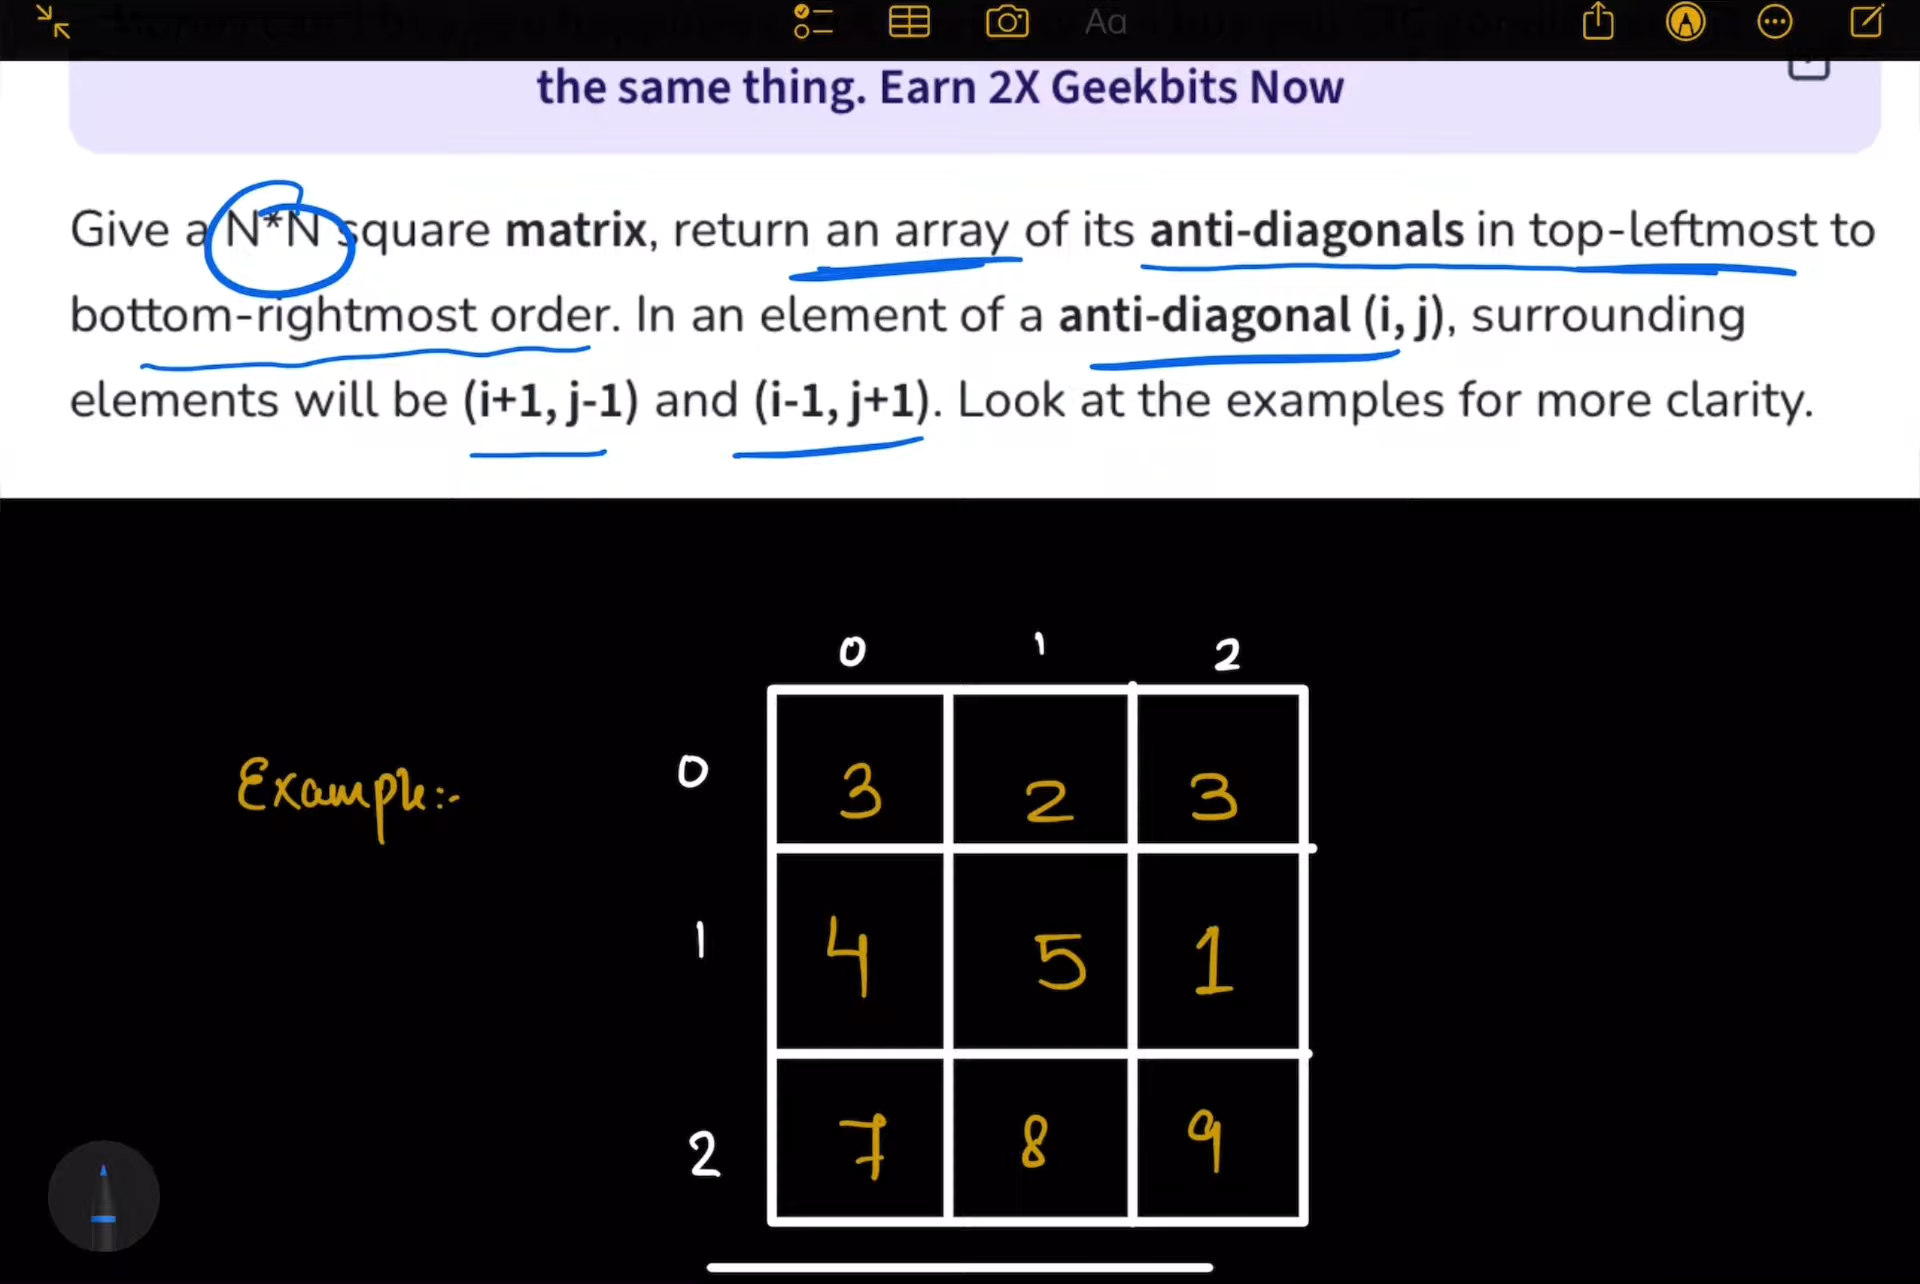 Aa
the same thing. Earn 2X Geekbits Now
Give a N*N square matrix, return an array of its anti-diagonals in top-leftmost to
bottom-rightmost order. In an element of a anti-diagonal (i, j), surrounding
elements will be (i+1, j-1) and (i-1, j+1). Look at the examples for more clarity.
0 1 2
Example:- 0 3 2 3
1 4 5 1
2 7 8 9